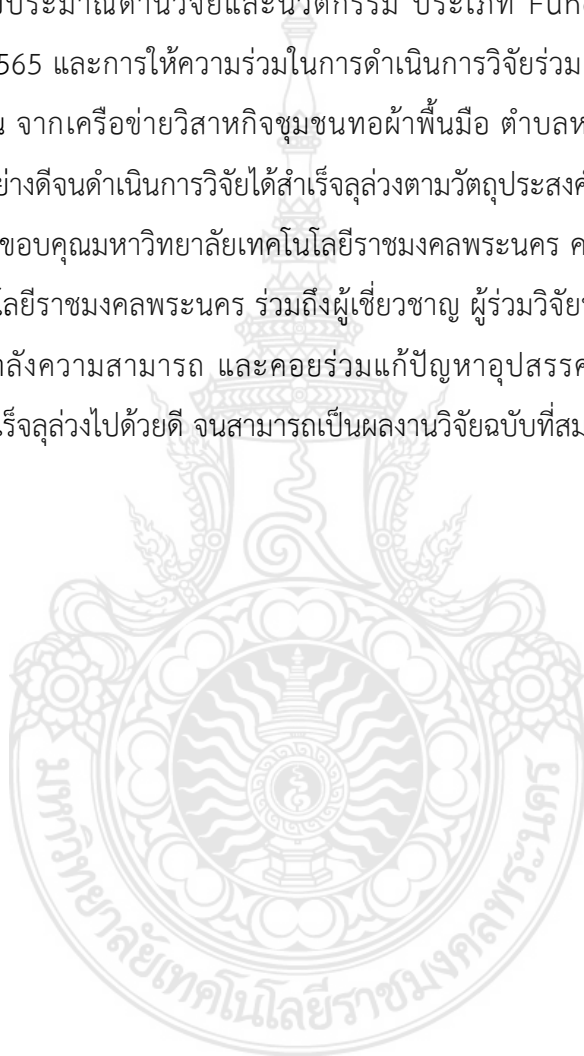 ประมาณด้านวิจัยและนวัตกรรม ประเภท
565 และการให้ความร่วมในการดำเนินการวิจัยร่วม
จากเครือข่ายวิสาหกิจชุมชนทอผ้าพื้นมือ ตำบล
ย่างดีจนดำเนินการวิจัยได้สำเร็จลุล่วงตามวัตถุประสงค์
ขอบคุณมหาวิทยาลัยเทคโนโลยีราชมงคลพระนคร
โลยีราชมงคลพระนคร ร่วมถึงผู้เชี่ยวชาญ ผู้ร่วมวิจัย
ลังความสามารถ และคอยร่วมแก้ปัญหาอุปสรรค
ร็จลุล่วงไปด้วยดี จนสามารถเป็นผลงานวิจัยฉบับที่สม
มหาวิทยาลัยเทคโนโลยีราชมงคลพระนคร